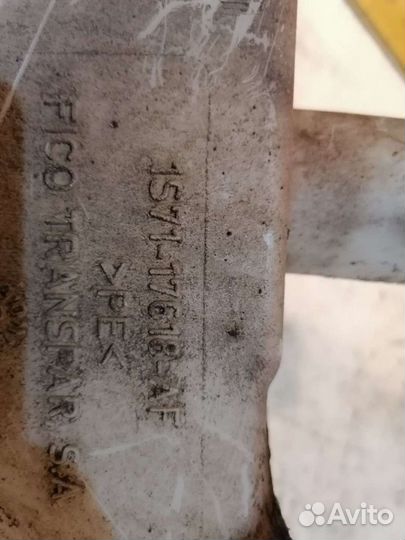 1S71-17618-AF
>PE<
FICO TRANSPAR S.A
Avito